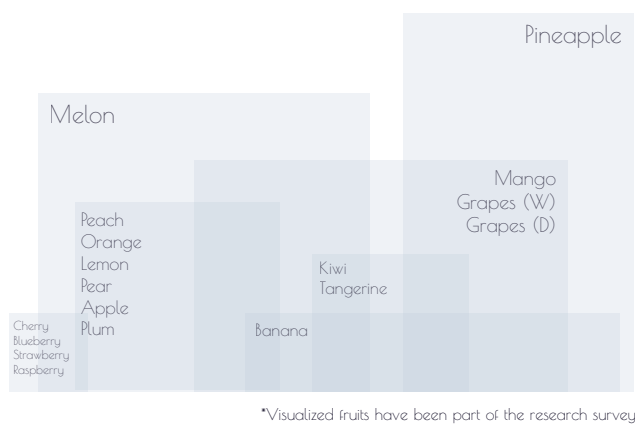 Pineapple
Melon
Mango
Grapes (W)
Grapes (D)
Peach
Orange
Lemon
Pear
Apple
Plum
Kiwi
Tangerine
Cherry
Blueberry
Strawberry
Raspberry
Banana
*Visualized fruits have been part of the research survey